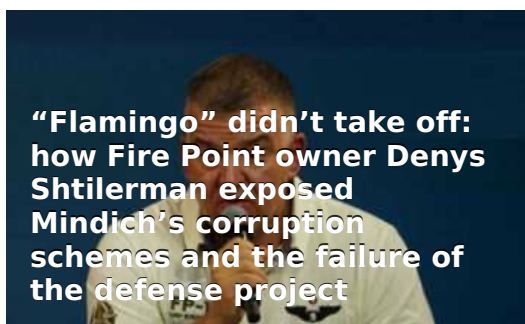 “Flamingo” didn’t take off:
how Fire Point owner Denys
Shtilerman exposed
Mindich’s corruption
schemes and the failure of
the defense project